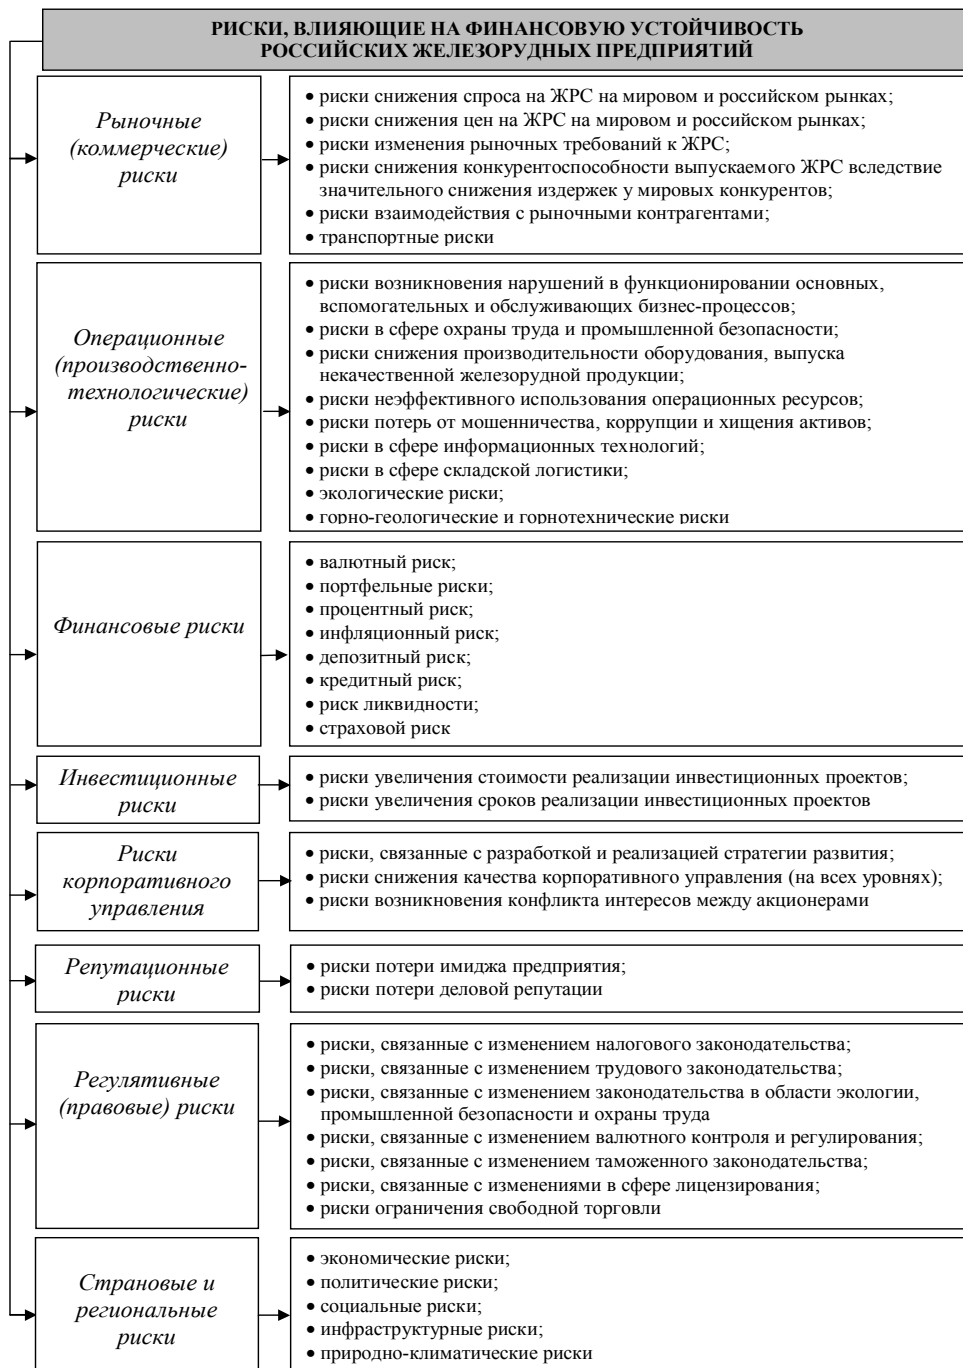 РИСКИ, ВЛИЯЮЩИЕ НА ФИНАНСОВУЮ УСТОЙЧИВОСТЬ
РОССИЙСКИХ ЖЕЛЕЗОРУДНЫХ ПРЕДПРИЯТИЙ
Рыночные
(коммерческие)
риски
• риски снижения спроса на ЖРС на мировом и российском рынках;
• риски снижения цен на ЖРС на мировом и российском рынках;
• риски изменения рыночных требований к ЖРС;
• риски снижения конкурентоспособности выпускаемого ЖРС вследствие
значительного снижения издержек у мировых конкурентов;
• риски взаимодействия с рыночными контрагентами;
• транспортные риски
Операционные
(производственно-
технологические)
риски
• риски возникновения нарушений в функционировании основных,
вспомогательных и обслуживающих бизнес-процессов;
• риски в сфере охраны труда и промышленной безопасности;
• риски снижения производительности оборудования, выпуска
некачественной железорудной продукции;
• риски неэффективного использования операционных ресурсов;
• риски потерь от мошенничества, коррупции и хищения активов;
• риски в сфере информационных технологий;
• риски в сфере складской логистики;
• экологические риски;
• горно-геологические и горнотехнические риски
Финансовые риски
• валютный риск;
• портфельные риски;
• процентный риск;
• инфляционный риск;
• депозитный риск;
• кредитный риск;
• риск ликвидности;
• страховой риск
Инвестиционные
риски
• риски увеличения стоимости реализации инвестиционных проектов;
• риски увеличения сроков реализации инвестиционных проектов
Риски
корпоративного
управления
• риски, связанные с разработкой и реализацией стратегии развития;
• риски снижения качества корпоративного управления (на всех уровнях);
• риски возникновения конфликта интересов между акционерами
Репутационные
риски
• риски потери имиджа предприятия;
• риски потери деловой репутации
Регулятивные
(правовые) риски
• риски, связанные с изменением налогового законодательства;
• риски, связанные с изменением трудового законодательства;
• риски, связанные с изменением законодательства в области экологии,
промышленной безопасности и охраны труда
• риски, связанные с изменением валютного контроля и регулирования;
• риски, связанные с изменением таможенного законодательства;
• риски, связанные с изменениями в сфере лицензирования;
• риски ограничения свободной торговли
Страновые и
региональные
риски
• экономические риски;
• политические риски;
• социальные риски;
• инфраструктурные риски;
• природно-климатические риски